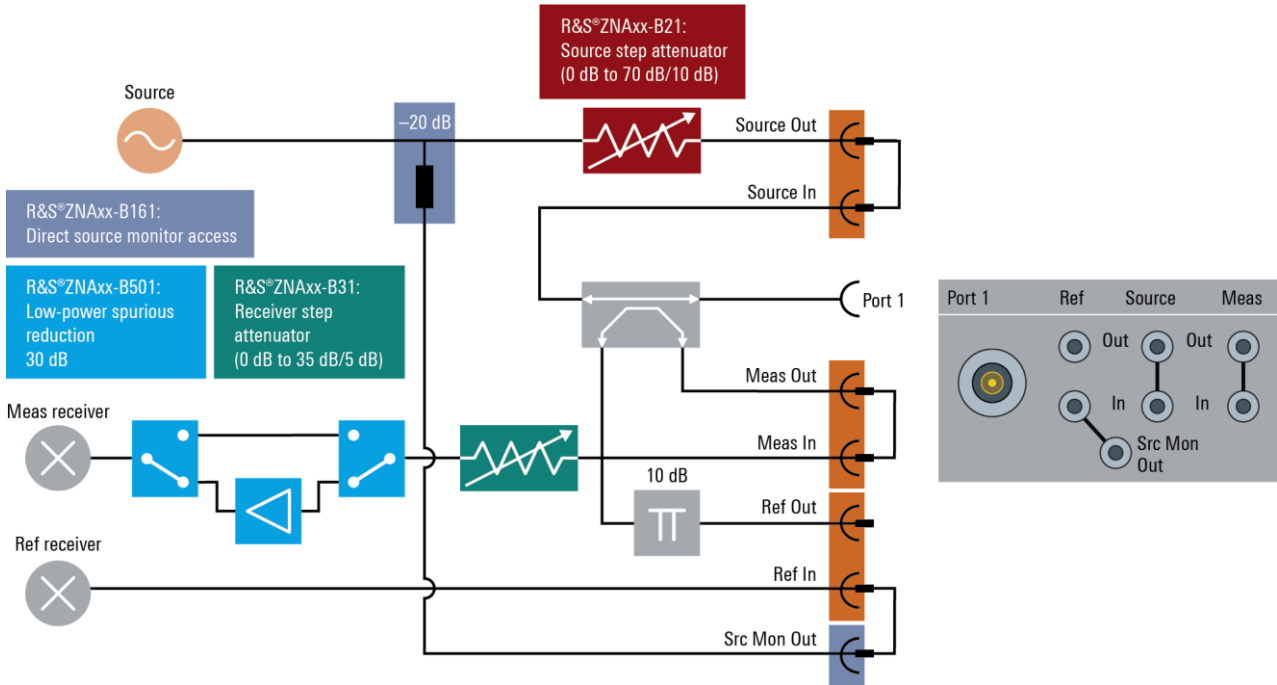 R&S®ZNAxx-B21:
Source step attenuator
(0 dB to 70 dB/10 dB)
Source
–20 dB
Source Out
Source In
R&S®ZNAxx-B161:
Direct source monitor access
R&S®ZNAxx-B501:
Low-power spurious
reduction
30 dB
R&S®ZNAxx-B31:
Receiver step
attenuator
(0 dB to 35 dB/5 dB)
Port 1
Meas Out
Meas receiver
Meas In
10 dB
Ref Out
Ref receiver
Ref In
Src Mon Out
Port 1 Ref Source Meas
Out Out
In In
Src Mon
Out